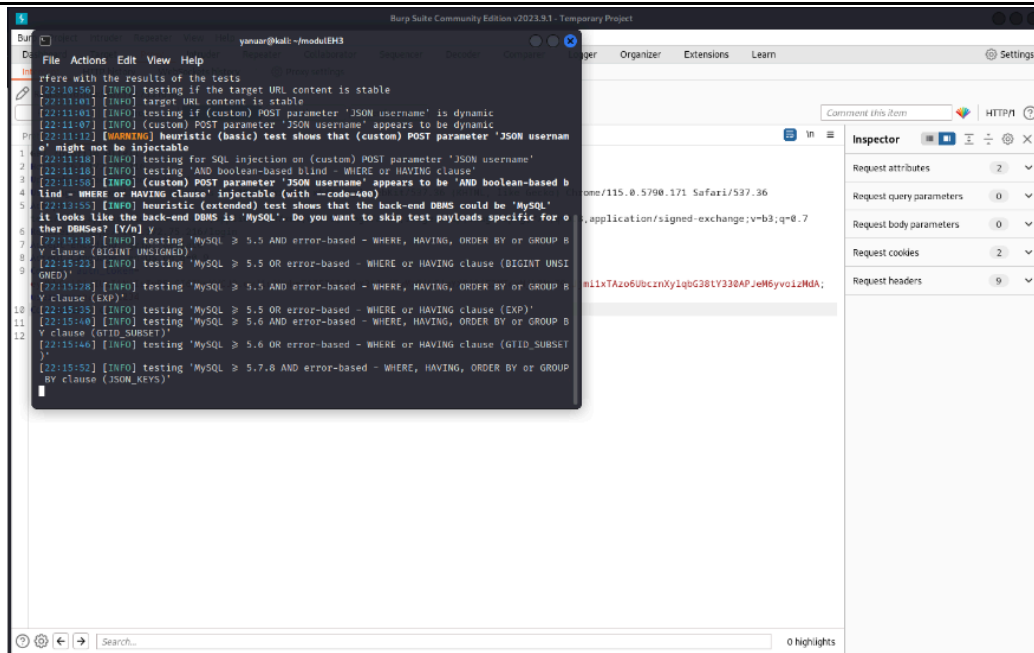 Burp Suite Community Edition v2023.9.1 - Temporary Project
yanuar@kali: ~/modulEH3
File Actions Edit View Help
Organizer Extensions Learn
Settings
rfere with the results of the tests
[22:10:56] [INFO] testing if the target URL content is stable
[22:11:01] [INFO] target URL content is stable
[22:11:01] [INFO] testing if (custom) POST parameter 'JSON username' is dynamic
[22:11:07] [INFO] (custom) POST parameter 'JSON username' appears to be dynamic
[22:11:12] [WARNING] heuristic (basic) test shows that (custom) POST parameter 'JSON usernam
e' might not be injectable
[22:11:18] [INFO] testing for SQL injection on (custom) POST parameter 'JSON username'
[22:11:18] [INFO] testing 'AND boolean-based blind - WHERE or HAVING clause'
[22:11:58] [INFO] (custom) POST parameter 'JSON username' appears to be 'AND boolean-based b
lind - WHERE or HAVING clause' injectable (with --code=400)
[22:13:55] [INFO] heuristic (extended) test shows that the back-end DBMS could be 'MySQL'
it looks like the back-end DBMS is 'MySQL'. Do you want to skip test payloads specific for o
ther DBMSes? [Y/n] y
[22:15:18] [INFO] testing 'MySQL ≥ 5.5 AND error-based - WHERE, HAVING, ORDER BY or GROUP B
Y clause (BIGINT UNSIGNED)'
[22:15:23] [INFO] testing 'MySQL ≥ 5.5 OR error-based - WHERE or HAVING clause (BIGINT UNSI
GNED)'
[22:15:28] [INFO] testing 'MySQL ≥ 5.5 AND error-based - WHERE, HAVING, ORDER BY or GROUP B
Y clause (EXP)'
[22:15:35] [INFO] testing 'MySQL ≥ 5.5 OR error-based - WHERE or HAVING clause (EXP)'
[22:15:40] [INFO] testing 'MySQL ≥ 5.6 AND error-based - WHERE, HAVING, ORDER BY or GROUP B
Y clause (GTID_SUBSET)'
[22:15:46] [INFO] testing 'MySQL ≥ 5.6 OR error-based - WHERE or HAVING clause (GTID_SUBSET
)'
[22:15:52] [INFO] testing 'MySQL ≥ 5.7.8 AND error-based - WHERE, HAVING, ORDER BY or GROUP
BY clause (JSON_KEYS)'
Comment this item
HTTP/1
\n
1
2
3
4
5
6
7
8
9
10
11
12
hrome/115.0.5790.171 Safari/537.36
,application/signed-exchange;v=b3;q=0.7
Inspector
Request attributes 2
Request query parameters 0
Request body parameters 0
Request cookies 2
Request headers 9
Search...
0 highlights